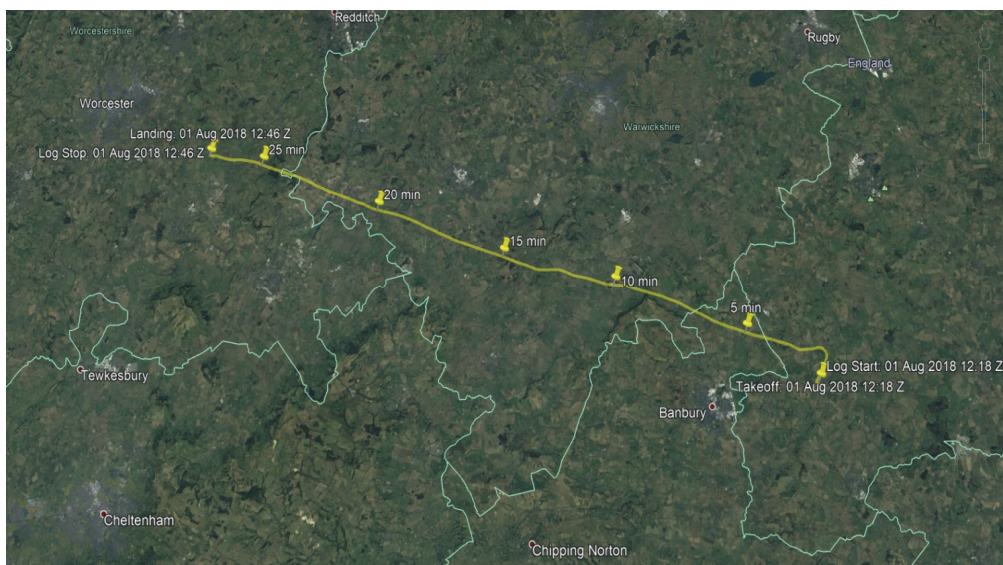 Redditch
Worcestershire
Rugby
England
Worcester
Warwickshire
Landing: 01 Aug 2018 12:46 Z
Log Stop: 01 Aug 2018 12:46 Z
25 min
20 min
15 min
10 min
5 min
Log Start: 01 Aug 2018 12:18 Z
Takeoff: 01 Aug 2018 12:18 Z
Tewkesbury
Banbury
Cheltenham
Chipping Norton